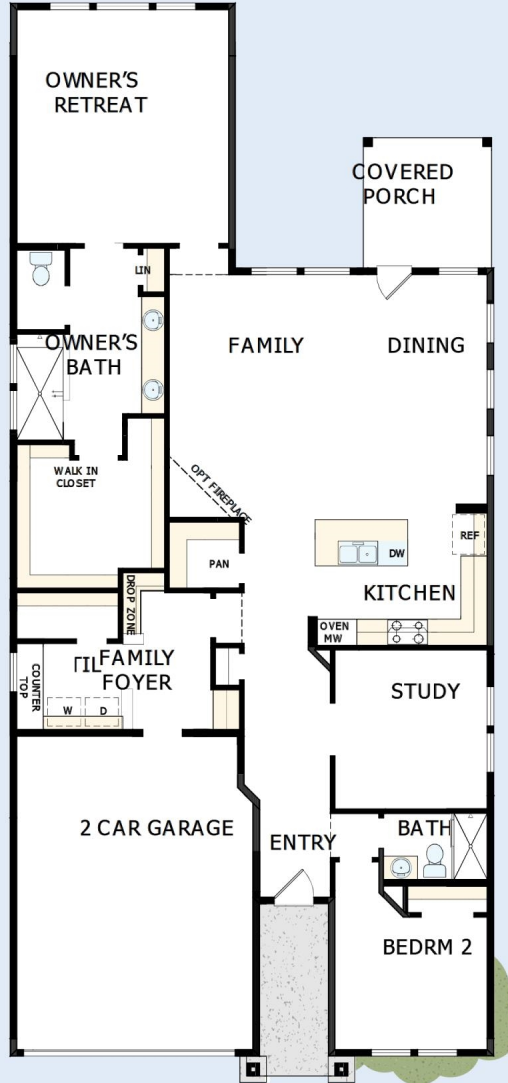 OWNER'S
RETREAT
COVERED
PORCH
LIN
OWNER'S
BATH
FAMILY
DINING
WALK IN
CLOSET
OPT FIREPLACE
REF
DW
PAN
KITCHEN
DROP ZONE
OVEN
MW
TIL
FAMILY
FOYER
COUNTER
TOP
W
D
STUDY
2 CAR GARAGE
ENTRY
BATH
BEDRM 2